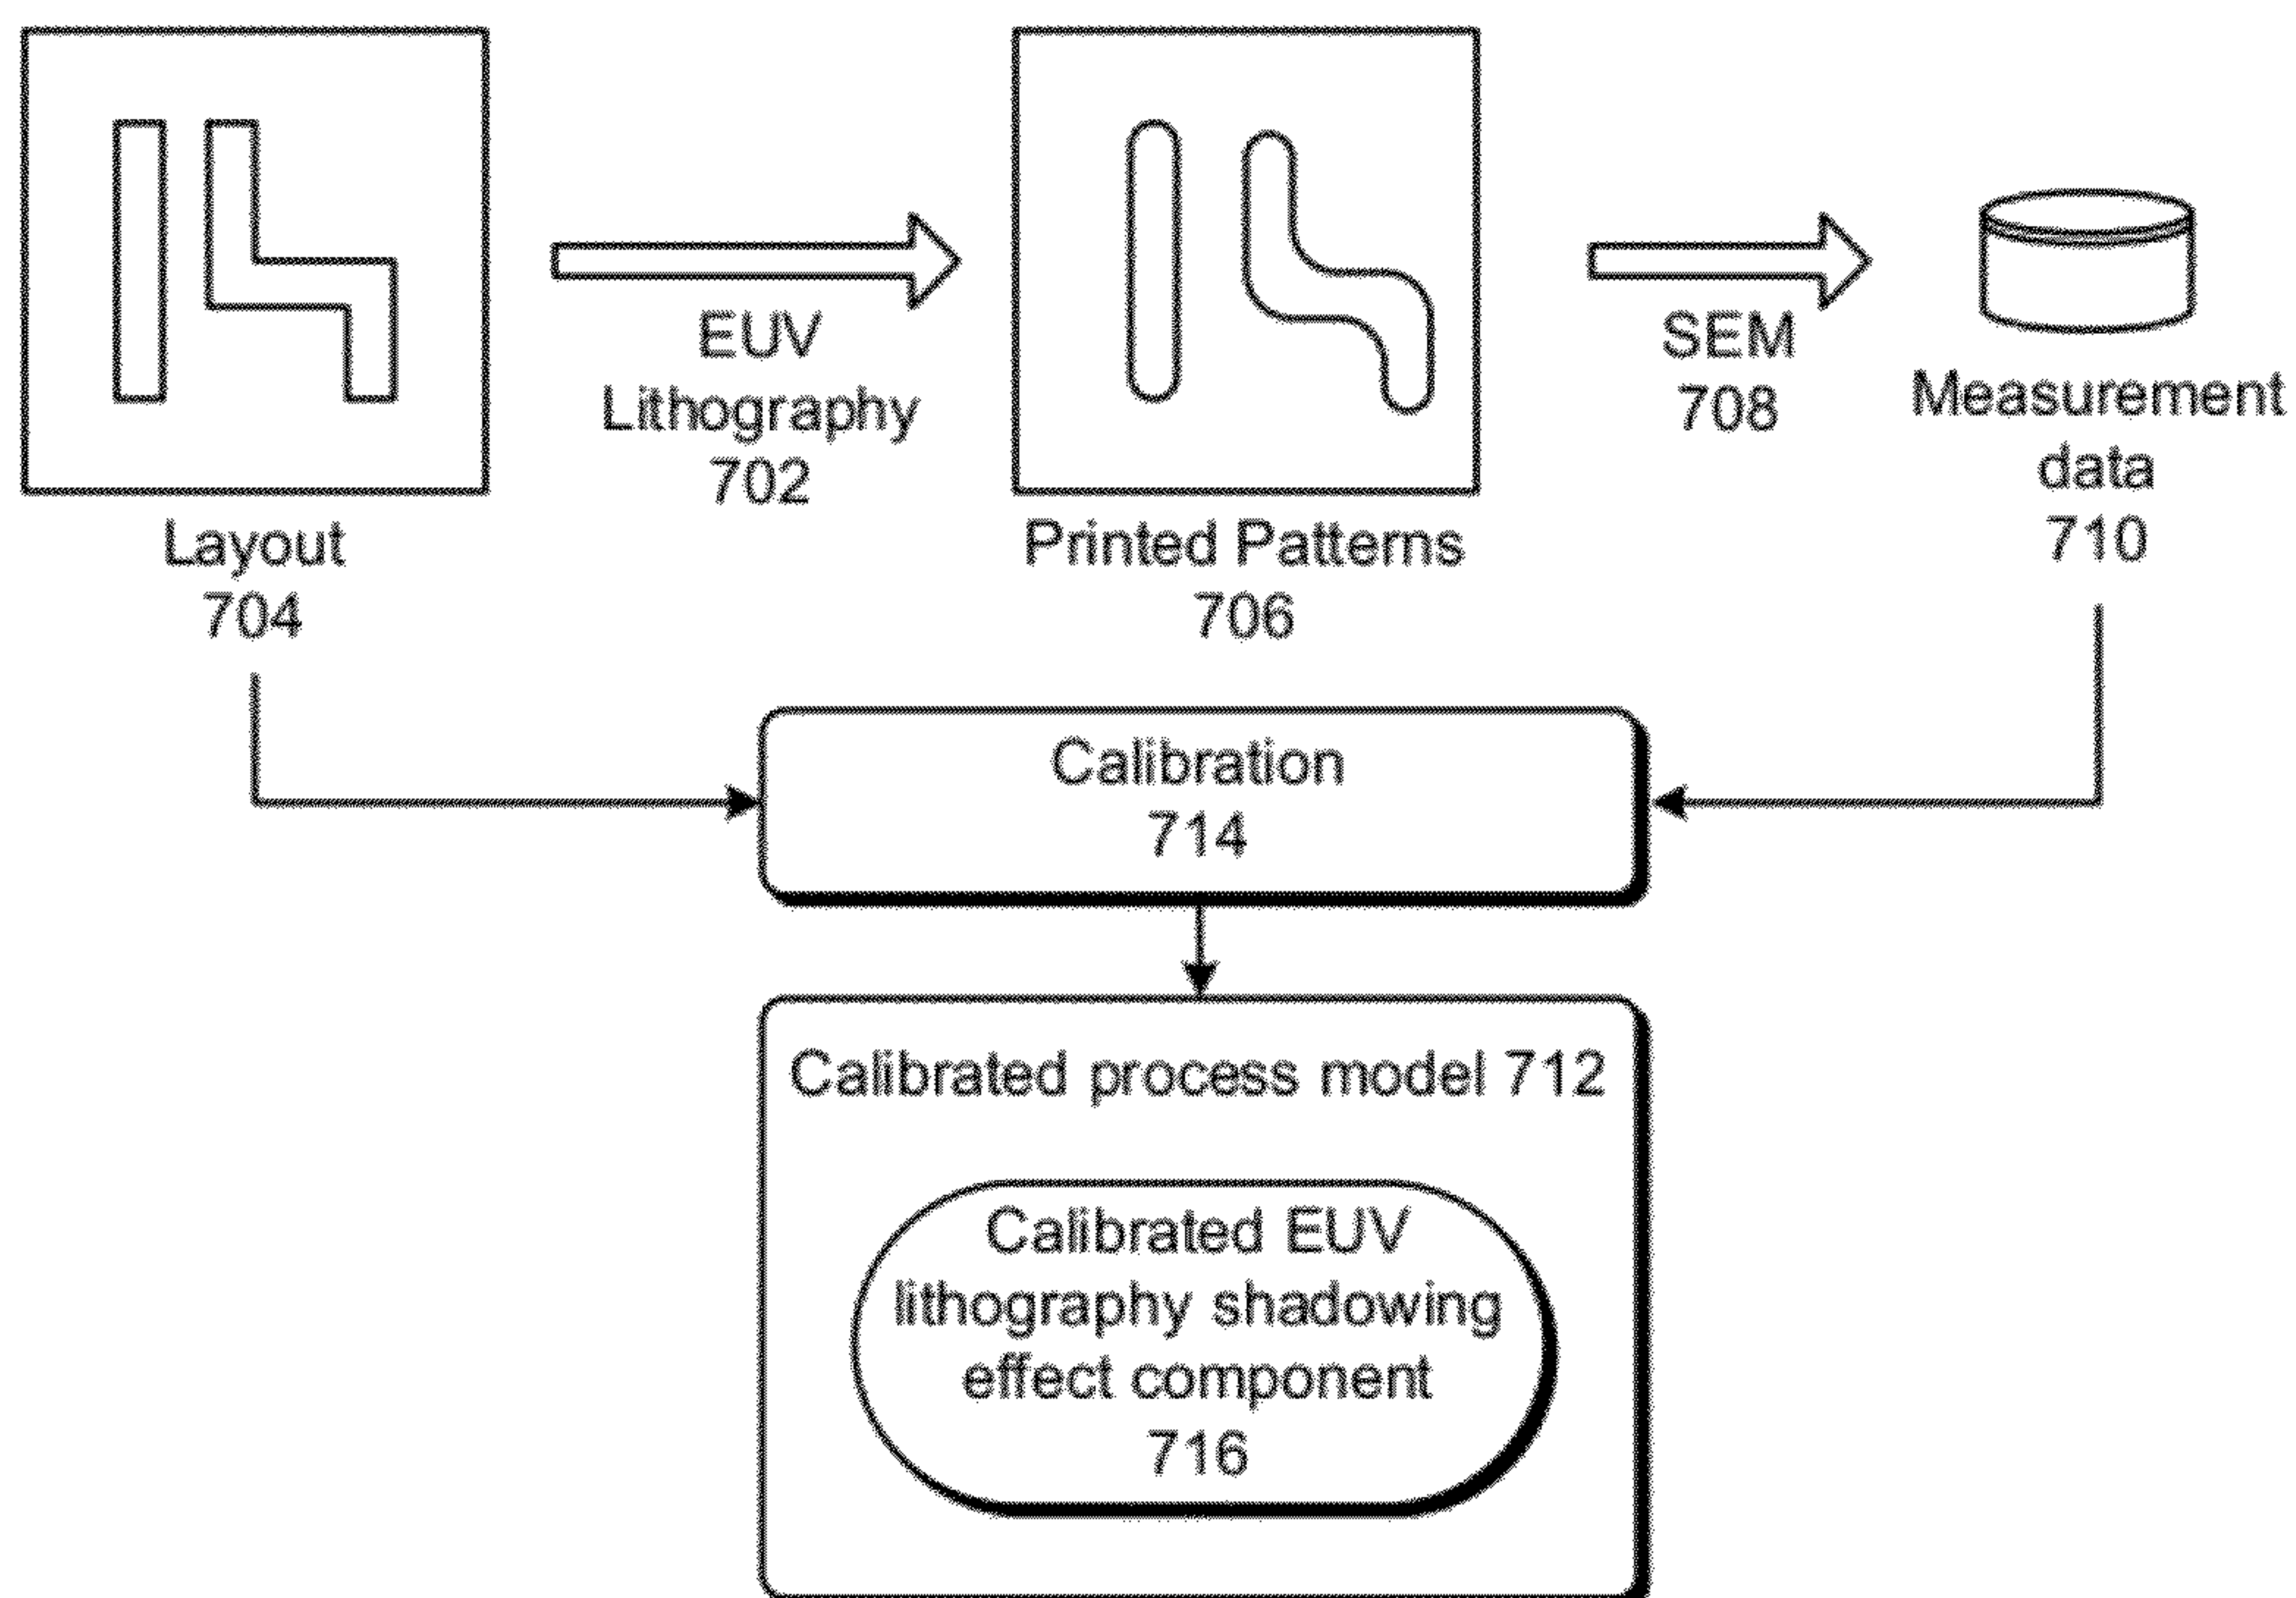 Layout
704
EUV
Lithography
702
Printed Patterns
706
SEM
708
Measurement
data
710
Calibration
714
Calibrated process model 712
Calibrated EUV
lithography shadowing
effect component
716